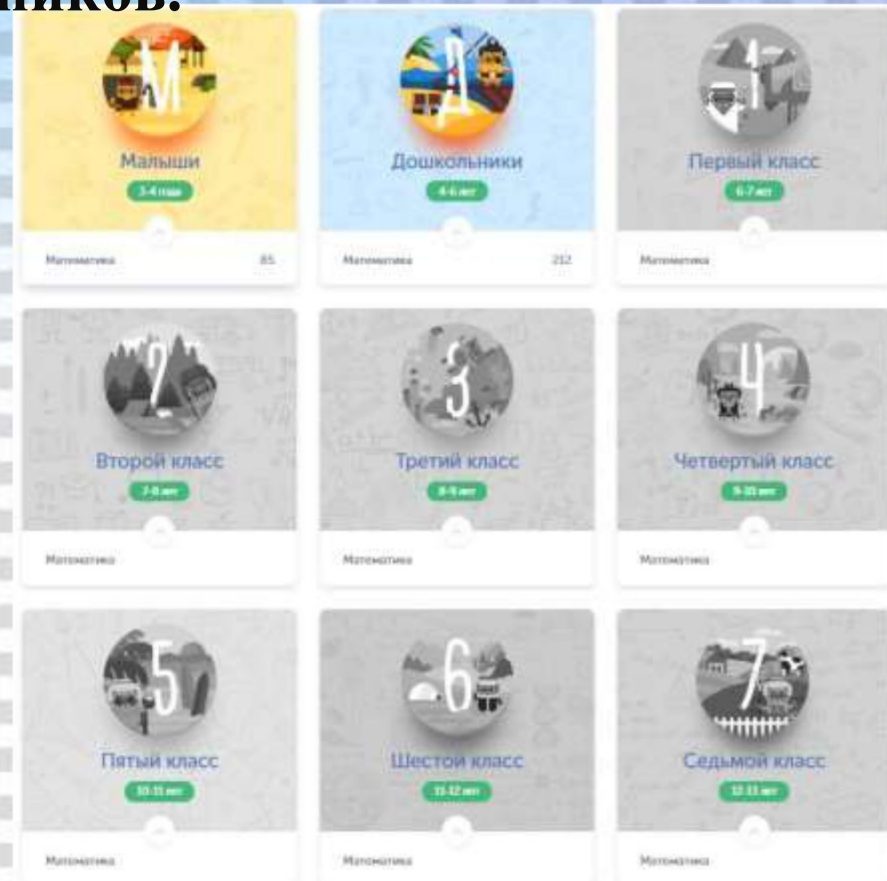 М
Д
1
Малыши
Дошкольники
Первый класс
3-4 года
4-6 лет
6-7 лет
Математика 85
Математика 212
Математика
2
3
4
Второй класс
Третий класс
Четвертый класс
7-8 лет
8-9 лет
9-10 лет
Математика
Математика
Математика
5
6
7
Пятый класс
Шестой класс
Седьмой класс
10-11 лет
11-12 лет
12-13 лет
Математика
Математика
Математика